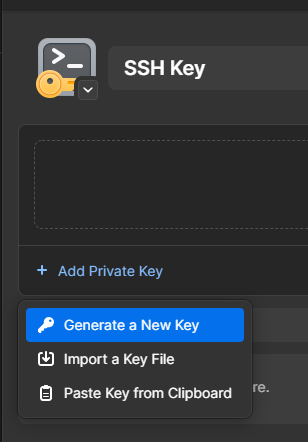 SSH Key
+ Add Private Key
Generate a New Key
Import a Key File
re.
Paste Key from Clipboard